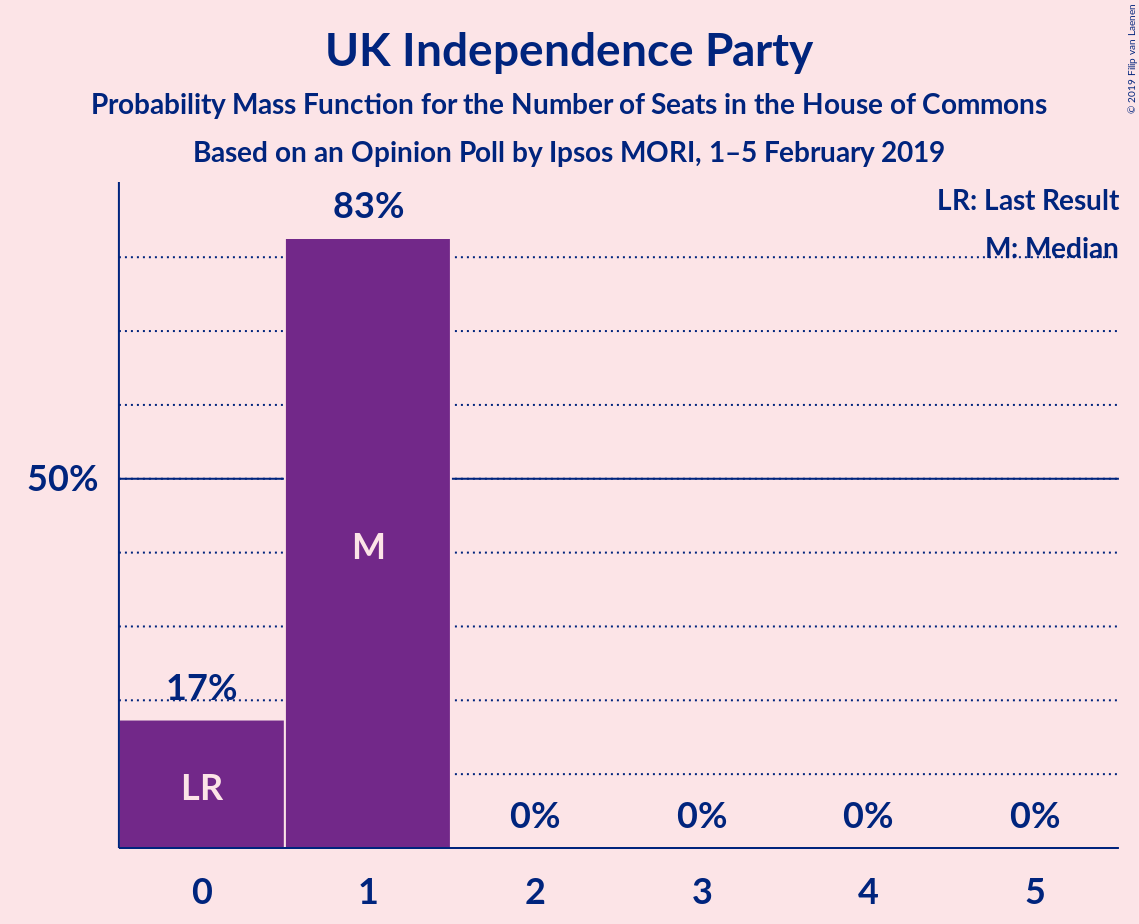 UK Independence Party
Probability Mass Function for the Number of Seats in the House of Commons
Based on an Opinion Poll by Ipsos MORI, 1–5 February 2019
© 2019 Filip van Laenen
LR: Last Result
M: Median
83%
50%
M
17%
LR
0% 0% 0% 0%
0 1 2 3 4 5